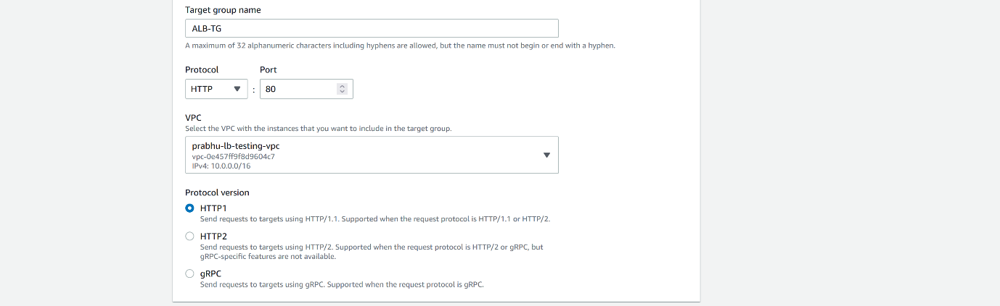 Target group name
ALB-TG
A maximum of 32 alphanumeric characters including hyphens are allowed, but the name must not begin or end with a hyphen.
Protocol Port
HTTP : 80
VPC
Select the VPC with the instances that you want to include in the target group.
prabhu-lb-testing-vpc
vpc-0e457ff9f8d9604c7
IPv4: 10.0.0.0/16
Protocol version
HTTP1
Send requests to targets using HTTP/1.1. Supported when the request protocol is HTTP/1.1 or HTTP/2.
HTTP2
Send requests to targets using HTTP/2. Supported when the request protocol is HTTP/2 or gRPC, but
gRPC-specific features are not available.
gRPC
Send requests to targets using gRPC. Supported when the request protocol is gRPC.